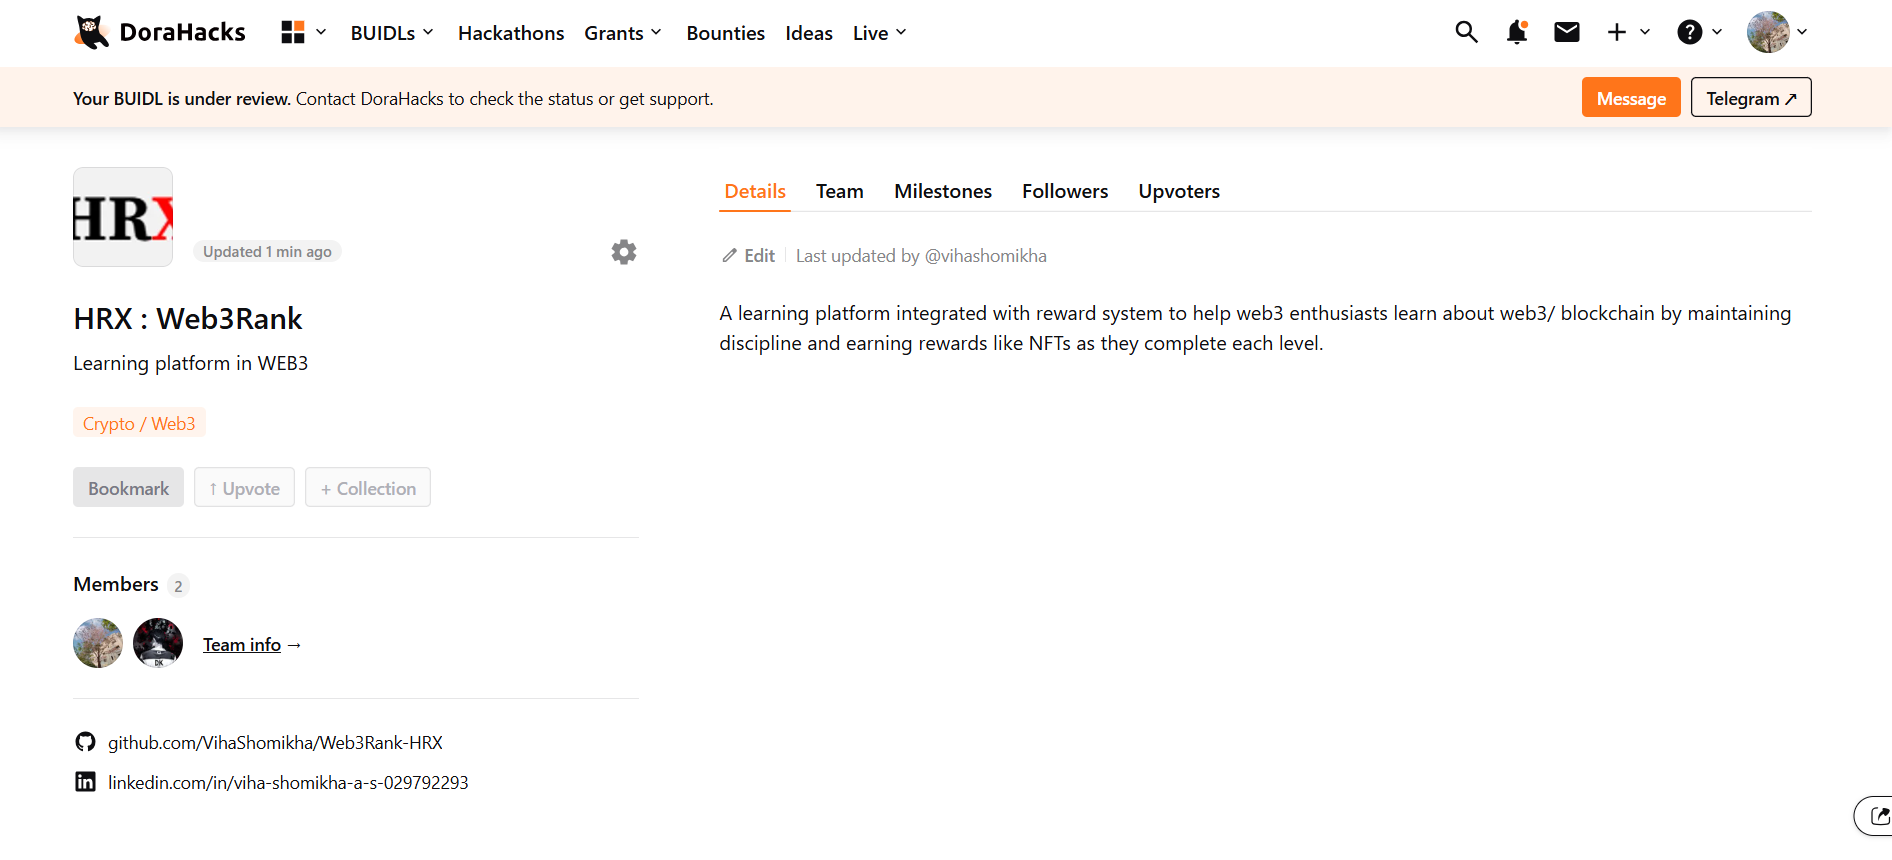 DoraHacks BUIDLs Hackathons Grants Bounties Ideas Live
Your BUIDL is under review. Contact DoraHacks to check the status or get support. Message Telegram ↗
HRX
Updated 1 min ago
HRX : Web3Rank
Learning platform in WEB3
Crypto / Web3
Bookmark ↑ Upvote + Collection
Members 2
DK
Team info →
github.com/VihaShomikha/Web3Rank-HRX
linkedin.com/in/viha-shomikha-a-s-029792293
Details Team Milestones Followers Upvoters
Edit Last updated by @vihashomikha
A learning platform integrated with reward system to help web3 enthusiasts learn about web3/ blockchain by maintaining
discipline and earning rewards like NFTs as they complete each level.